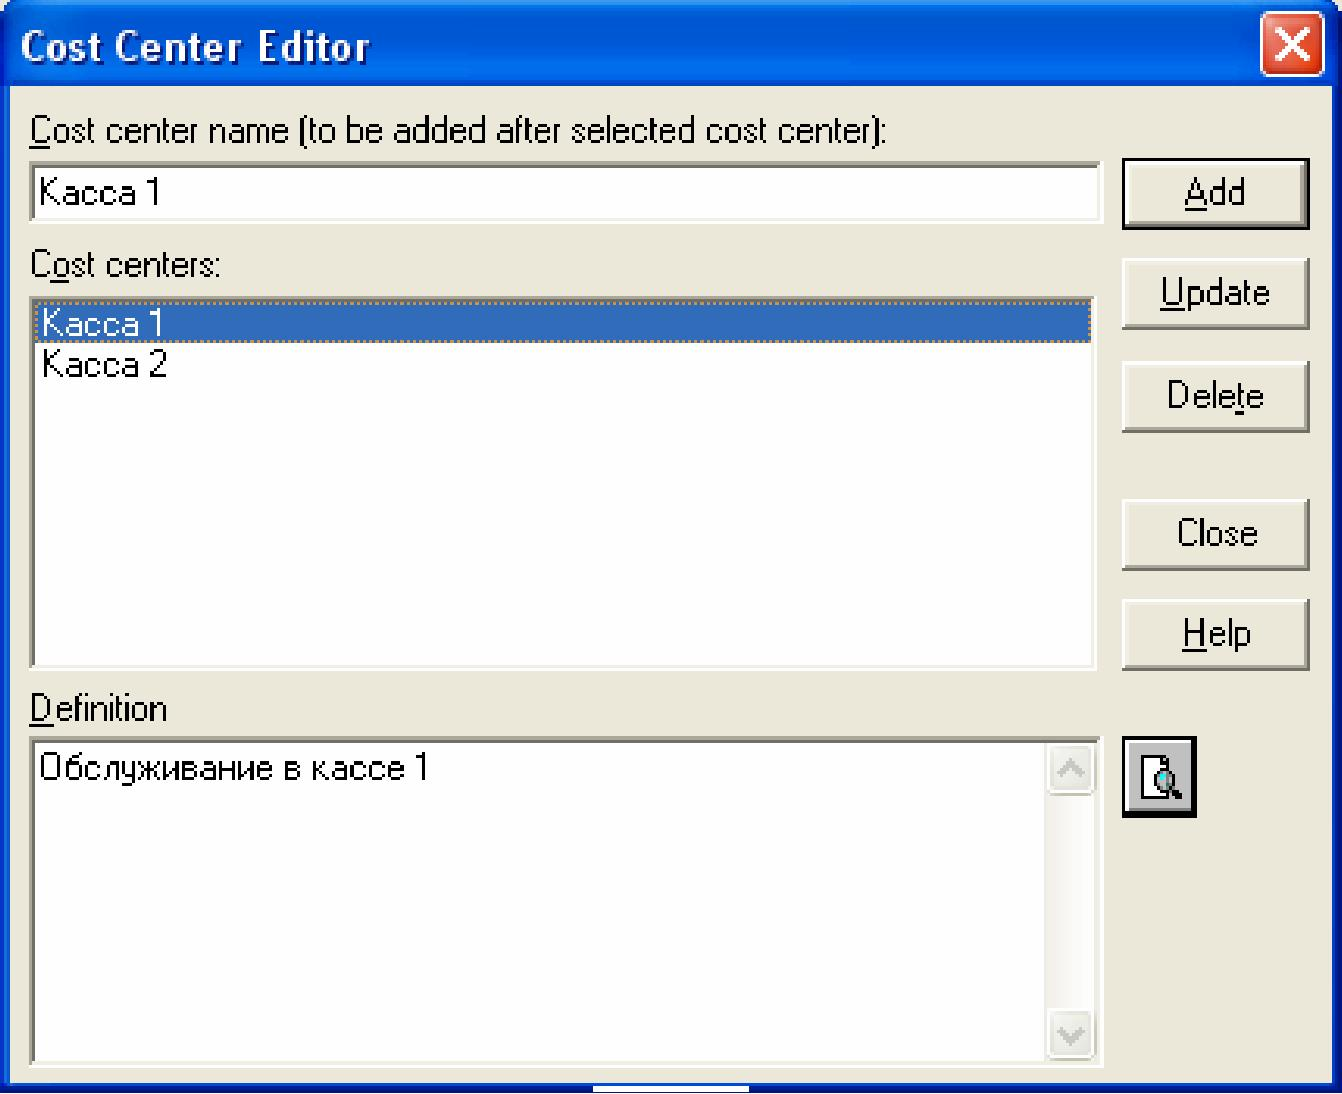 Cost Center Editor
Cost center name (to be added after selected cost center):
Касса 1
Add
Cost centers:
Update
Касса 1
Касса 2
Delete
Close
Help
Definition
Обслуживание в кассе 1